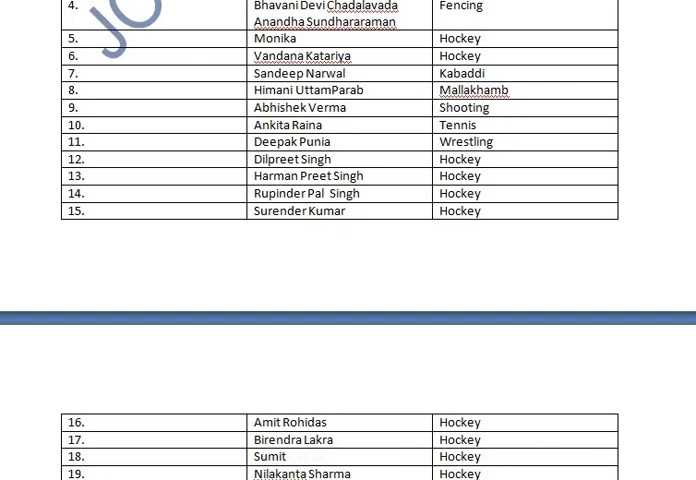 JO
4. Bhavani Devi Chadalavada Fencing
Anandha Sundhararaman
5. Monika Hockey
6. Vandana Katariya Hockey
7. Sandeep Narwal Kabaddi
8. Himani UttamParab Mallakhamb
9. Abhishek Verma Shooting
10. Ankita Raina Tennis
11. Deepak Punia Wrestling
12. Dilpreet Singh Hockey
13. Harman Preet Singh Hockey
14. Rupinder Pal Singh Hockey
15. Surender Kumar Hockey
16. Amit Rohidas Hockey
17. Birendra Lakra Hockey
18. Sumit Hockey
19. Nilakanta Sharma Hockey